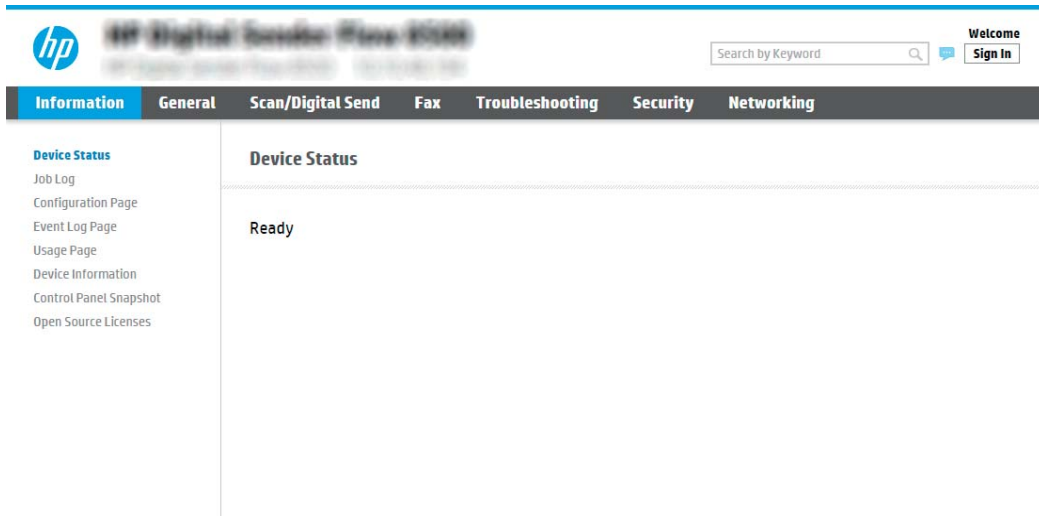 hp
Search by Keyword
Welcome
Sign In
Information General Scan/Digital Send Fax Troubleshooting Security Networking
Device Status
Job Log
Configuration Page
Event Log Page
Usage Page
Device Information
Control Panel Snapshot
Open Source Licenses
Device Status
Ready